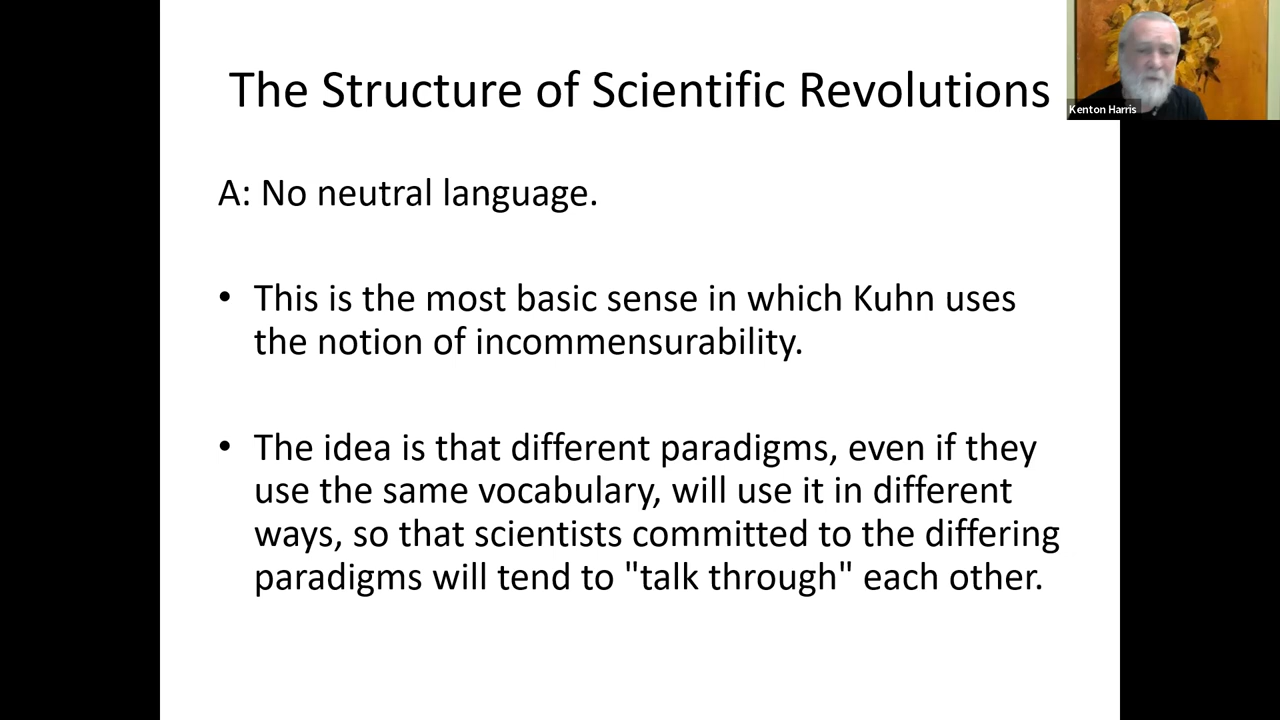 The Structure of Scientific Revolutions
Kenton Harris
A: No neutral language.
• This is the most basic sense in which Kuhn uses
the notion of incommensurability.
• The idea is that different paradigms, even if they
use the same vocabulary, will use it in different
ways, so that scientists committed to the differing
paradigms will tend to "talk through" each other.